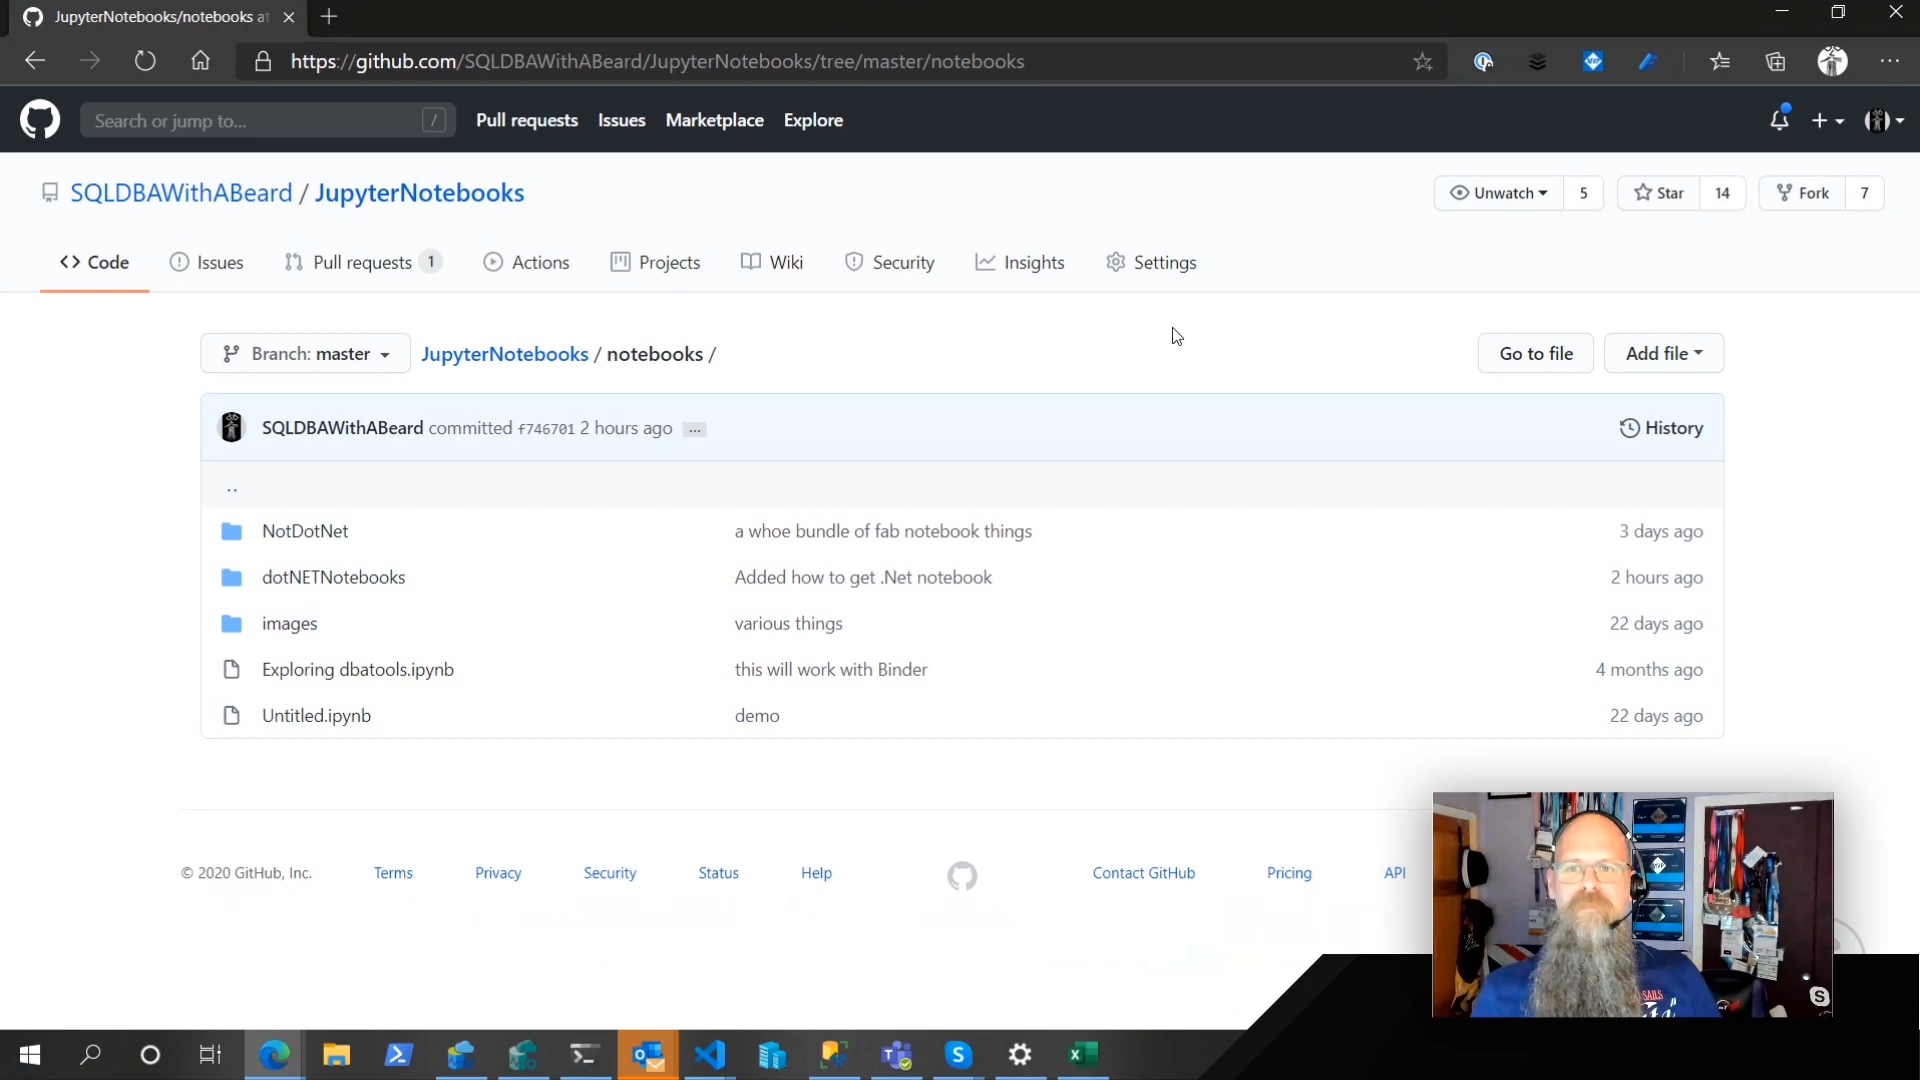 JupyterNotebooks/notebooks at
https://github.com/SQLDBAWithABeard/JupyterNotebooks/tree/master/notebooks
Search or jump to... / Pull requests Issues Marketplace Explore
SQLDBAWithABeard / JupyterNotebooks Unwatch 5 Star 14 Fork 7
<> Code Issues Pull requests 1 Actions Projects Wiki Security Insights Settings
Branch: master JupyterNotebooks / notebooks / Go to file Add file
SQLDBAWithABeard committed f746701 2 hours ago ... History
..
NotDotNet a whoe bundle of fab notebook things 3 days ago
dotNETNotebooks Added how to get .Net notebook 2 hours ago
images various things 22 days ago
Exploring dbatools.ipynb this will work with Binder 4 months ago
Untitled.ipynb demo 22 days ago
© 2020 GitHub, Inc. Terms Privacy Security Status Help Contact GitHub Pricing API
SAILS